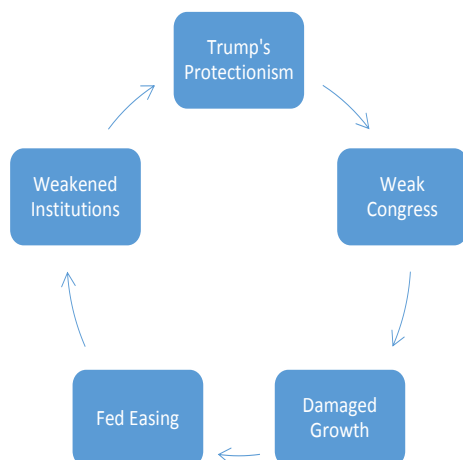 Trump's
Protectionism
Weak
Congress
Damaged
Growth
Fed Easing
Weakened
Institutions